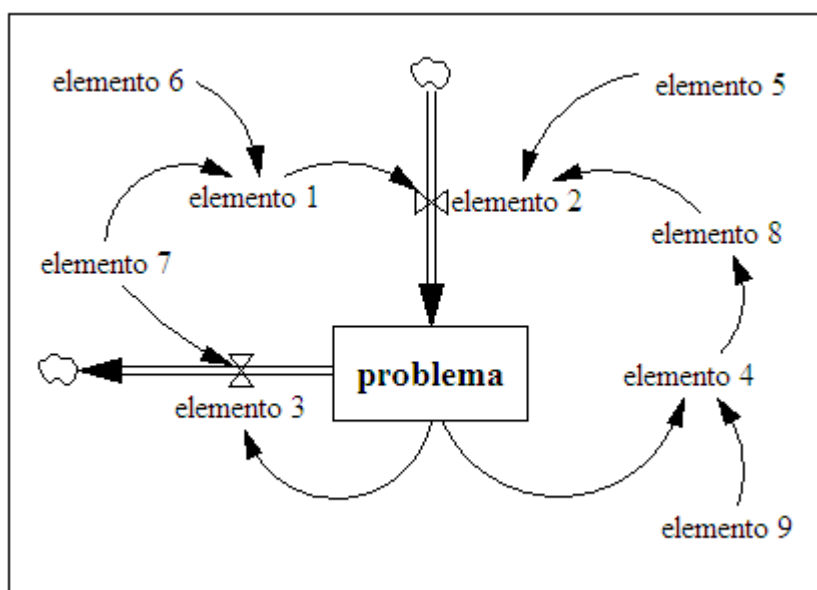 elemento 6
elemento 5
elemento 1
elemento 2
elemento 8
elemento 7
problema
elemento 4
elemento 3
elemento 9